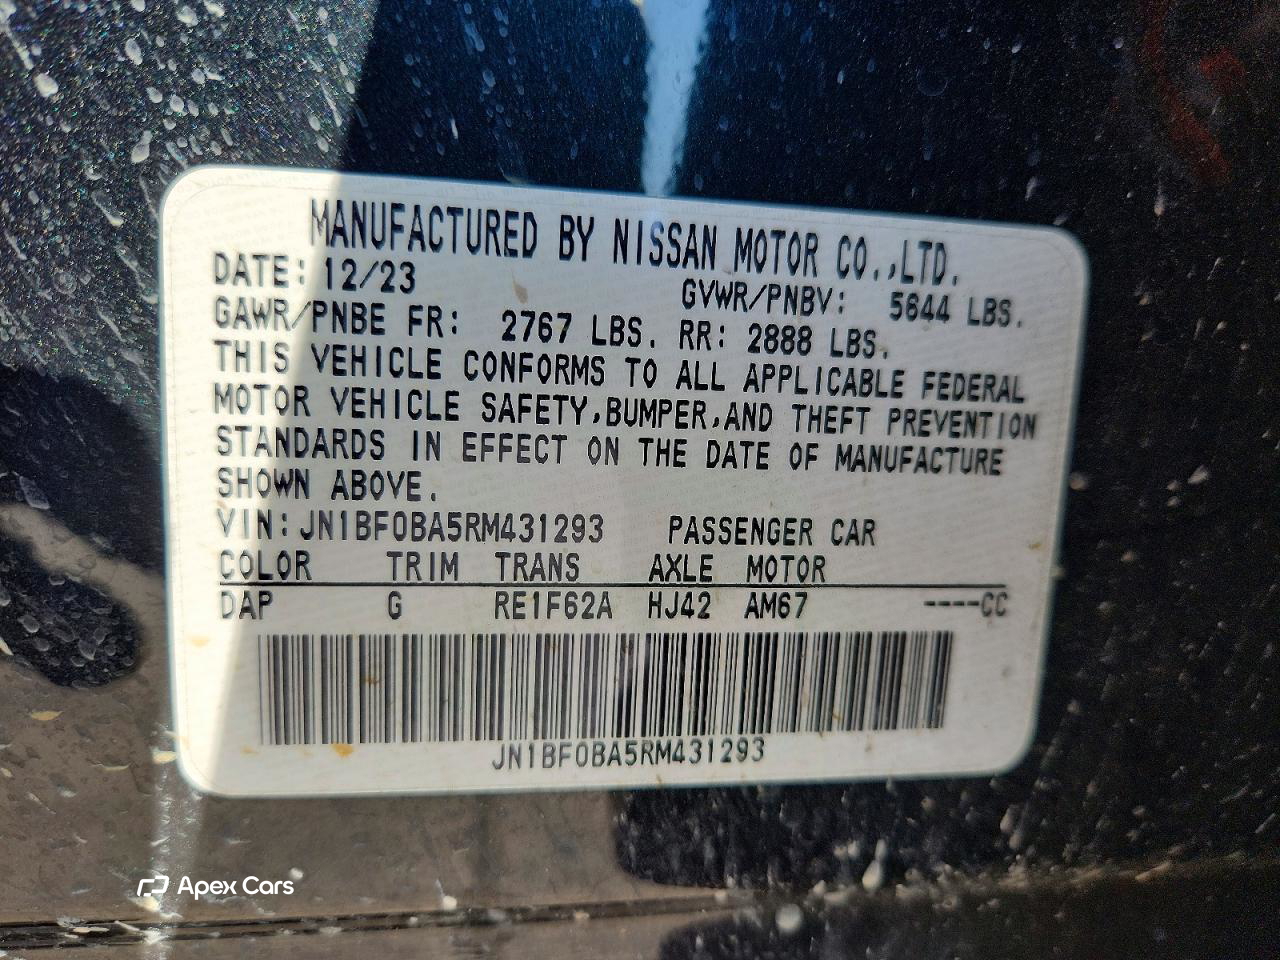 MANUFACTURED BY NISSAN MOTOR CO.,LTD.
DATE: 12/23 GVWR/PNBV: 5644 LBS.
GAWR/PNBE FR: 2767 LBS. RR: 2888 LBS.
THIS VEHICLE CONFORMS TO ALL APPLICABLE FEDERAL
MOTOR VEHICLE SAFETY,BUMPER,AND THEFT PREVENTION
STANDARDS IN EFFECT ON THE DATE OF MANUFACTURE
SHOWN ABOVE.
VIN: JN1BF0BA5RM431293 PASSENGER CAR
COLOR TRIM TRANS AXLE MOTOR
DAP G RE1F62A HJ42 AM67 ----CC
JN1BF0BA5RM431293
Apex Cars